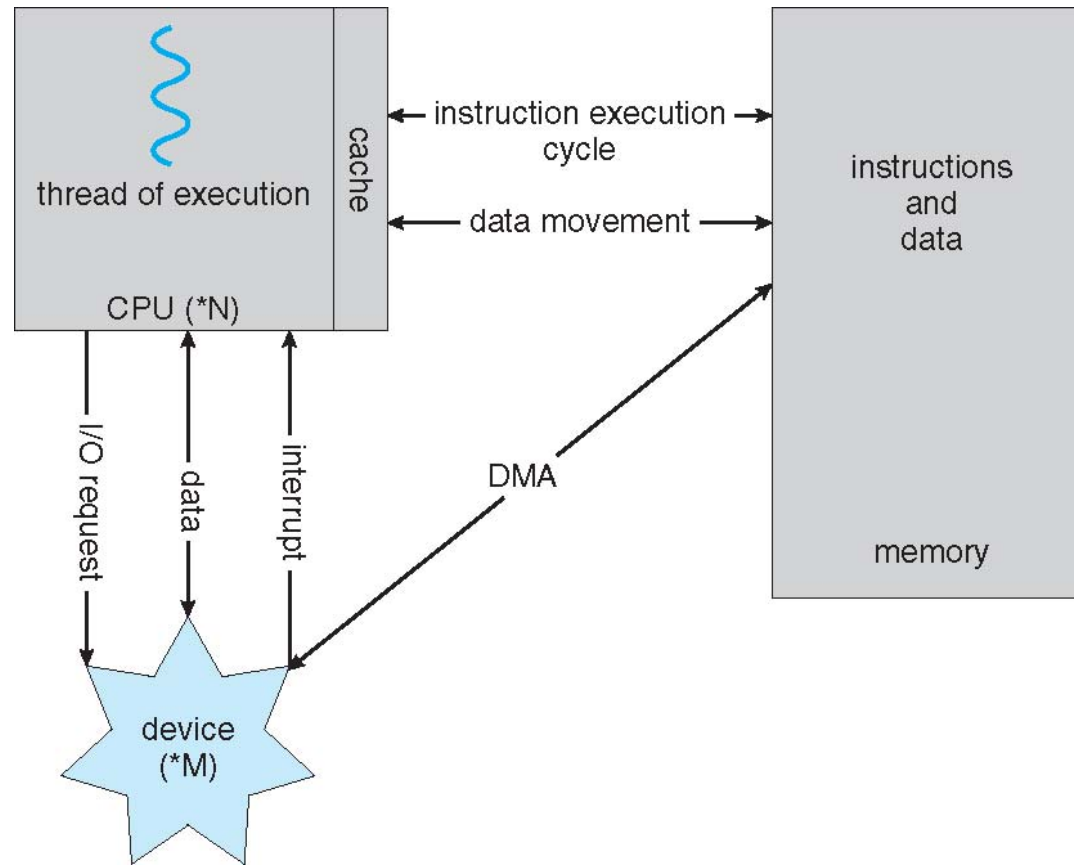 thread of execution
cache
CPU (*N)
instruction execution
cycle
data movement
instructions
and
data
memory
I/O request
data
interrupt
DMA
device
(*M)